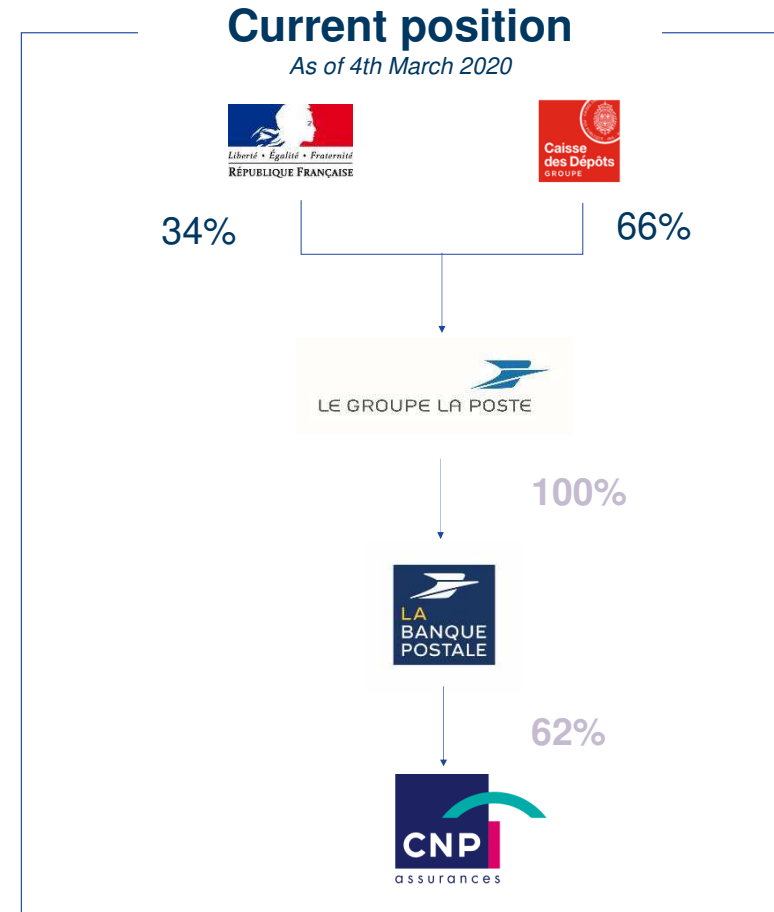 Current position
As of 4th March 2020
Liberté • Égalité • Fraternité
RÉPUBLIQUE FRANÇAISE
Caisse
des Dépôts
GROUPE
34%
66%
LE GROUPE LA POSTE
100%
LA
BANQUE
POSTALE
62%
CNP
assurances